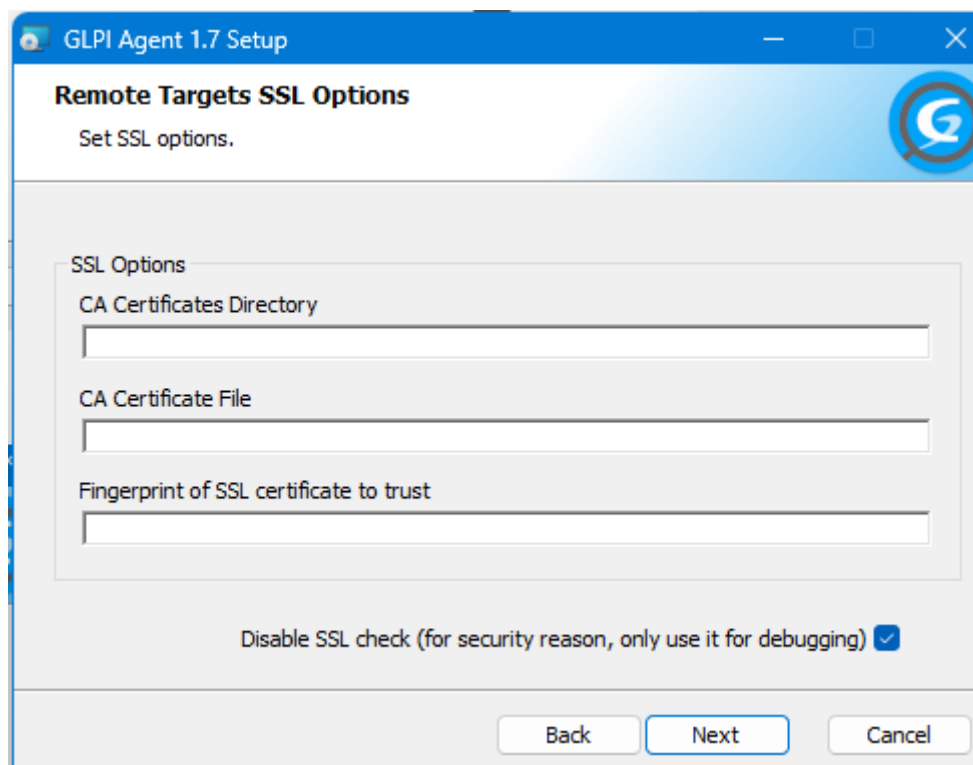 GLPI Agent 1.7 Setup
Remote Targets SSL Options
Set SSL options.
SSL Options
CA Certificates Directory
CA Certificate File
Fingerprint of SSL certificate to trust
Disable SSL check (for security reason, only use it for debugging)
Back Next Cancel